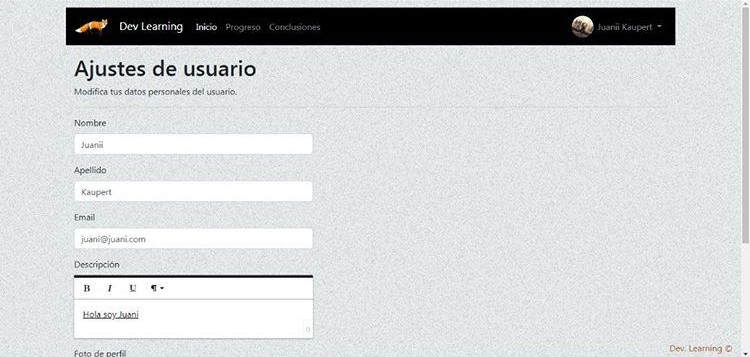 Dev Learning Inicio Progreso Conclusiones Juanii Kaupert
Ajustes de usuario
Modifica tus datos personales del usuario.
Nombre
Juanii
Apellido
Kaupert
Email
juani@juani.com
Descripción
B I U ¶
Hola soy Juani
0
Foto de perfil
Dev. Learning ©